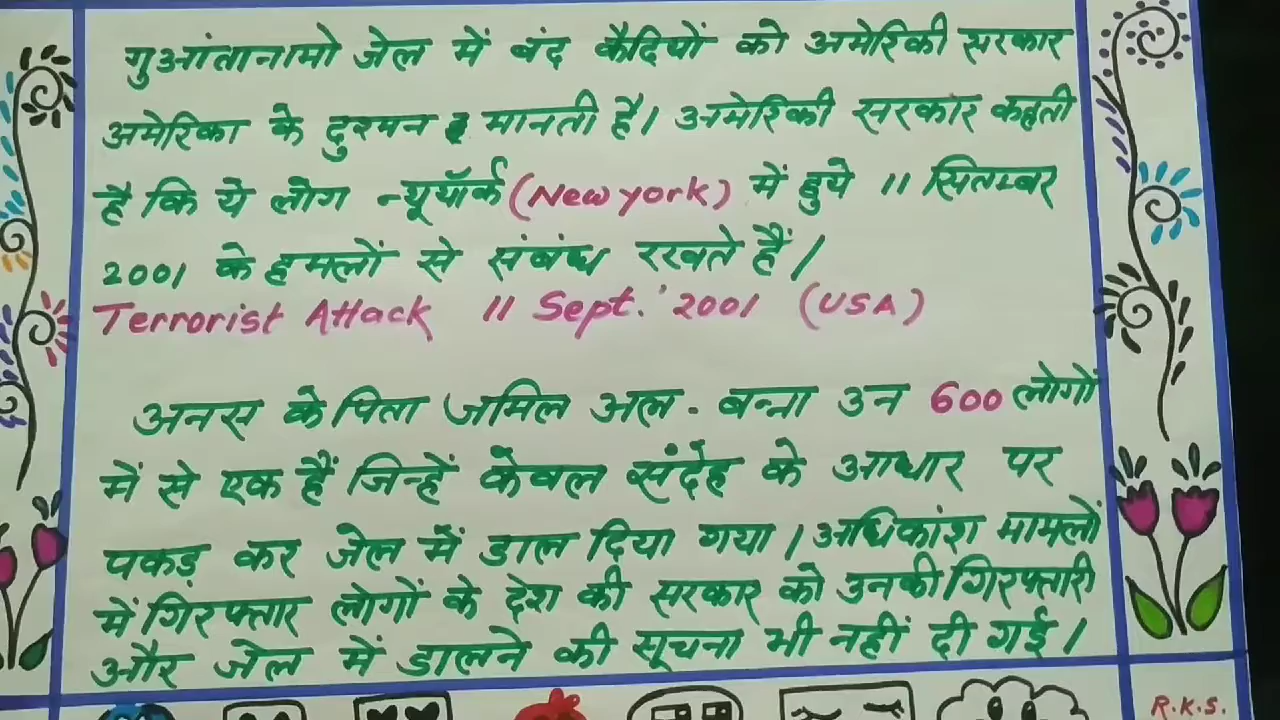 गुआंतानामो जेल में बंद कैदियों को अमेरिकी सरकार
अमेरिका के दुश्मन मानती है। अमेरिकी सरकार कहती
है कि ये लोग न्यूयॉर्क (New york) में हुये 11 सितम्बर
2001 के हमलों से संबंध रखते हैं।
Terrorist Attack 11 Sept.' 2001 (USA)
अनस के पिता जमिल अल - बन्ना उन 600 लोगों
में से एक हैं जिन्हें केवल संदेह के आधार पर
पकड़ कर जेल में डाल दिया गया। अधिकांश मामलों
में गिरफ्तार लोगों के देश की सरकार को उनकी गिरफ्तारी
और जेल में डालने की सूचना भी नहीं दी गई।
R.K.S.